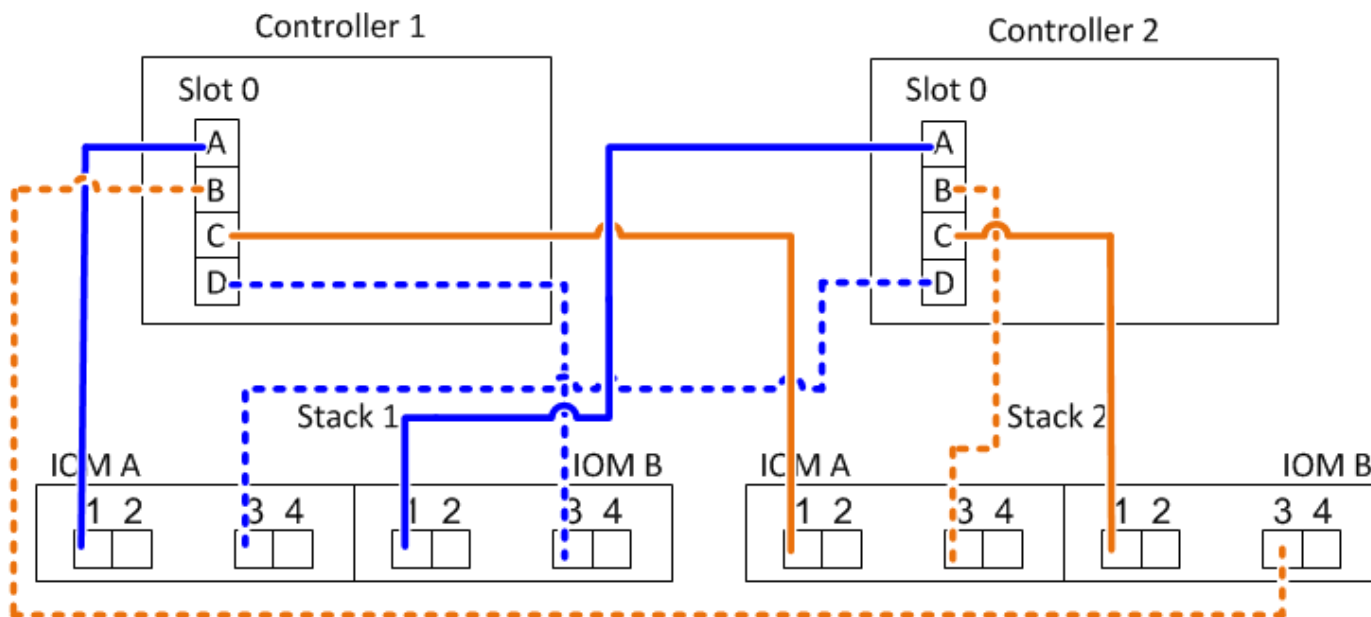 Controller 1
Controller 2
Slot 0
Slot 0
A
A
B
B
C
C
D
D
Stack 1
Stack 2
IOM A
IOM B
IOM A
IOM B
1 2
3 4
1 2
3 4
1 2
3 4
1 2
3 4